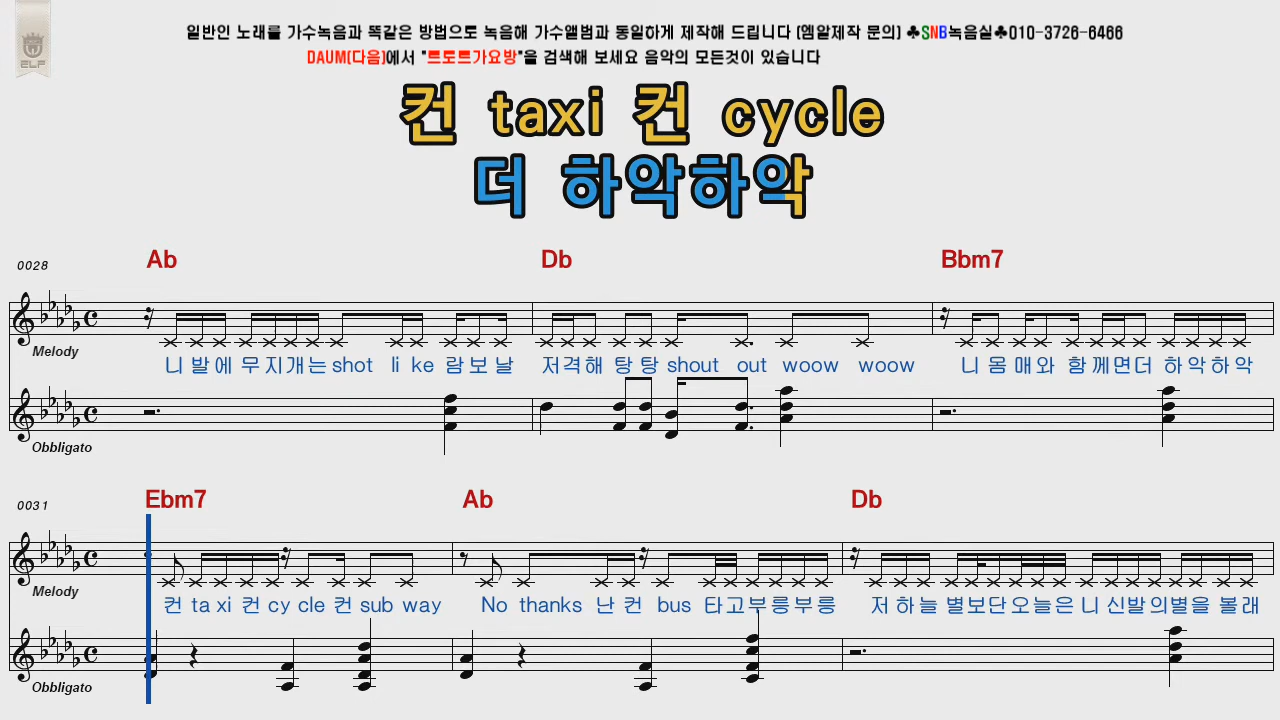 일반인 노래를 가수녹음과 똑같은 방법으로 녹음해 가수앨범과 동일하게 제작해 드립니다 (엠알제작 문의) ♣SNB녹음실♣010-3726-6466
DAUM(다음)에서 "트로트가요방"을 검색해 보세요 음악의 모든것이 있습니다
ELF
컨 taxi 컨 cycle
더 하악하악
0028 Ab Db Bbm7
Melody
니 발에 무지개는 shot li ke 람보 날 저격해 탕 탕 shout out woow woow 니 몸 매와 함께면더 하악하악
Obbligato
0031 Ebm7 Ab Db
Melody
컨 ta xi 컨 cy cle 컨 sub way No thanks 난 컨 bus 타고부릉부릉 저 하늘 별보단오늘은 니 신발의별을 볼래
Obbligato